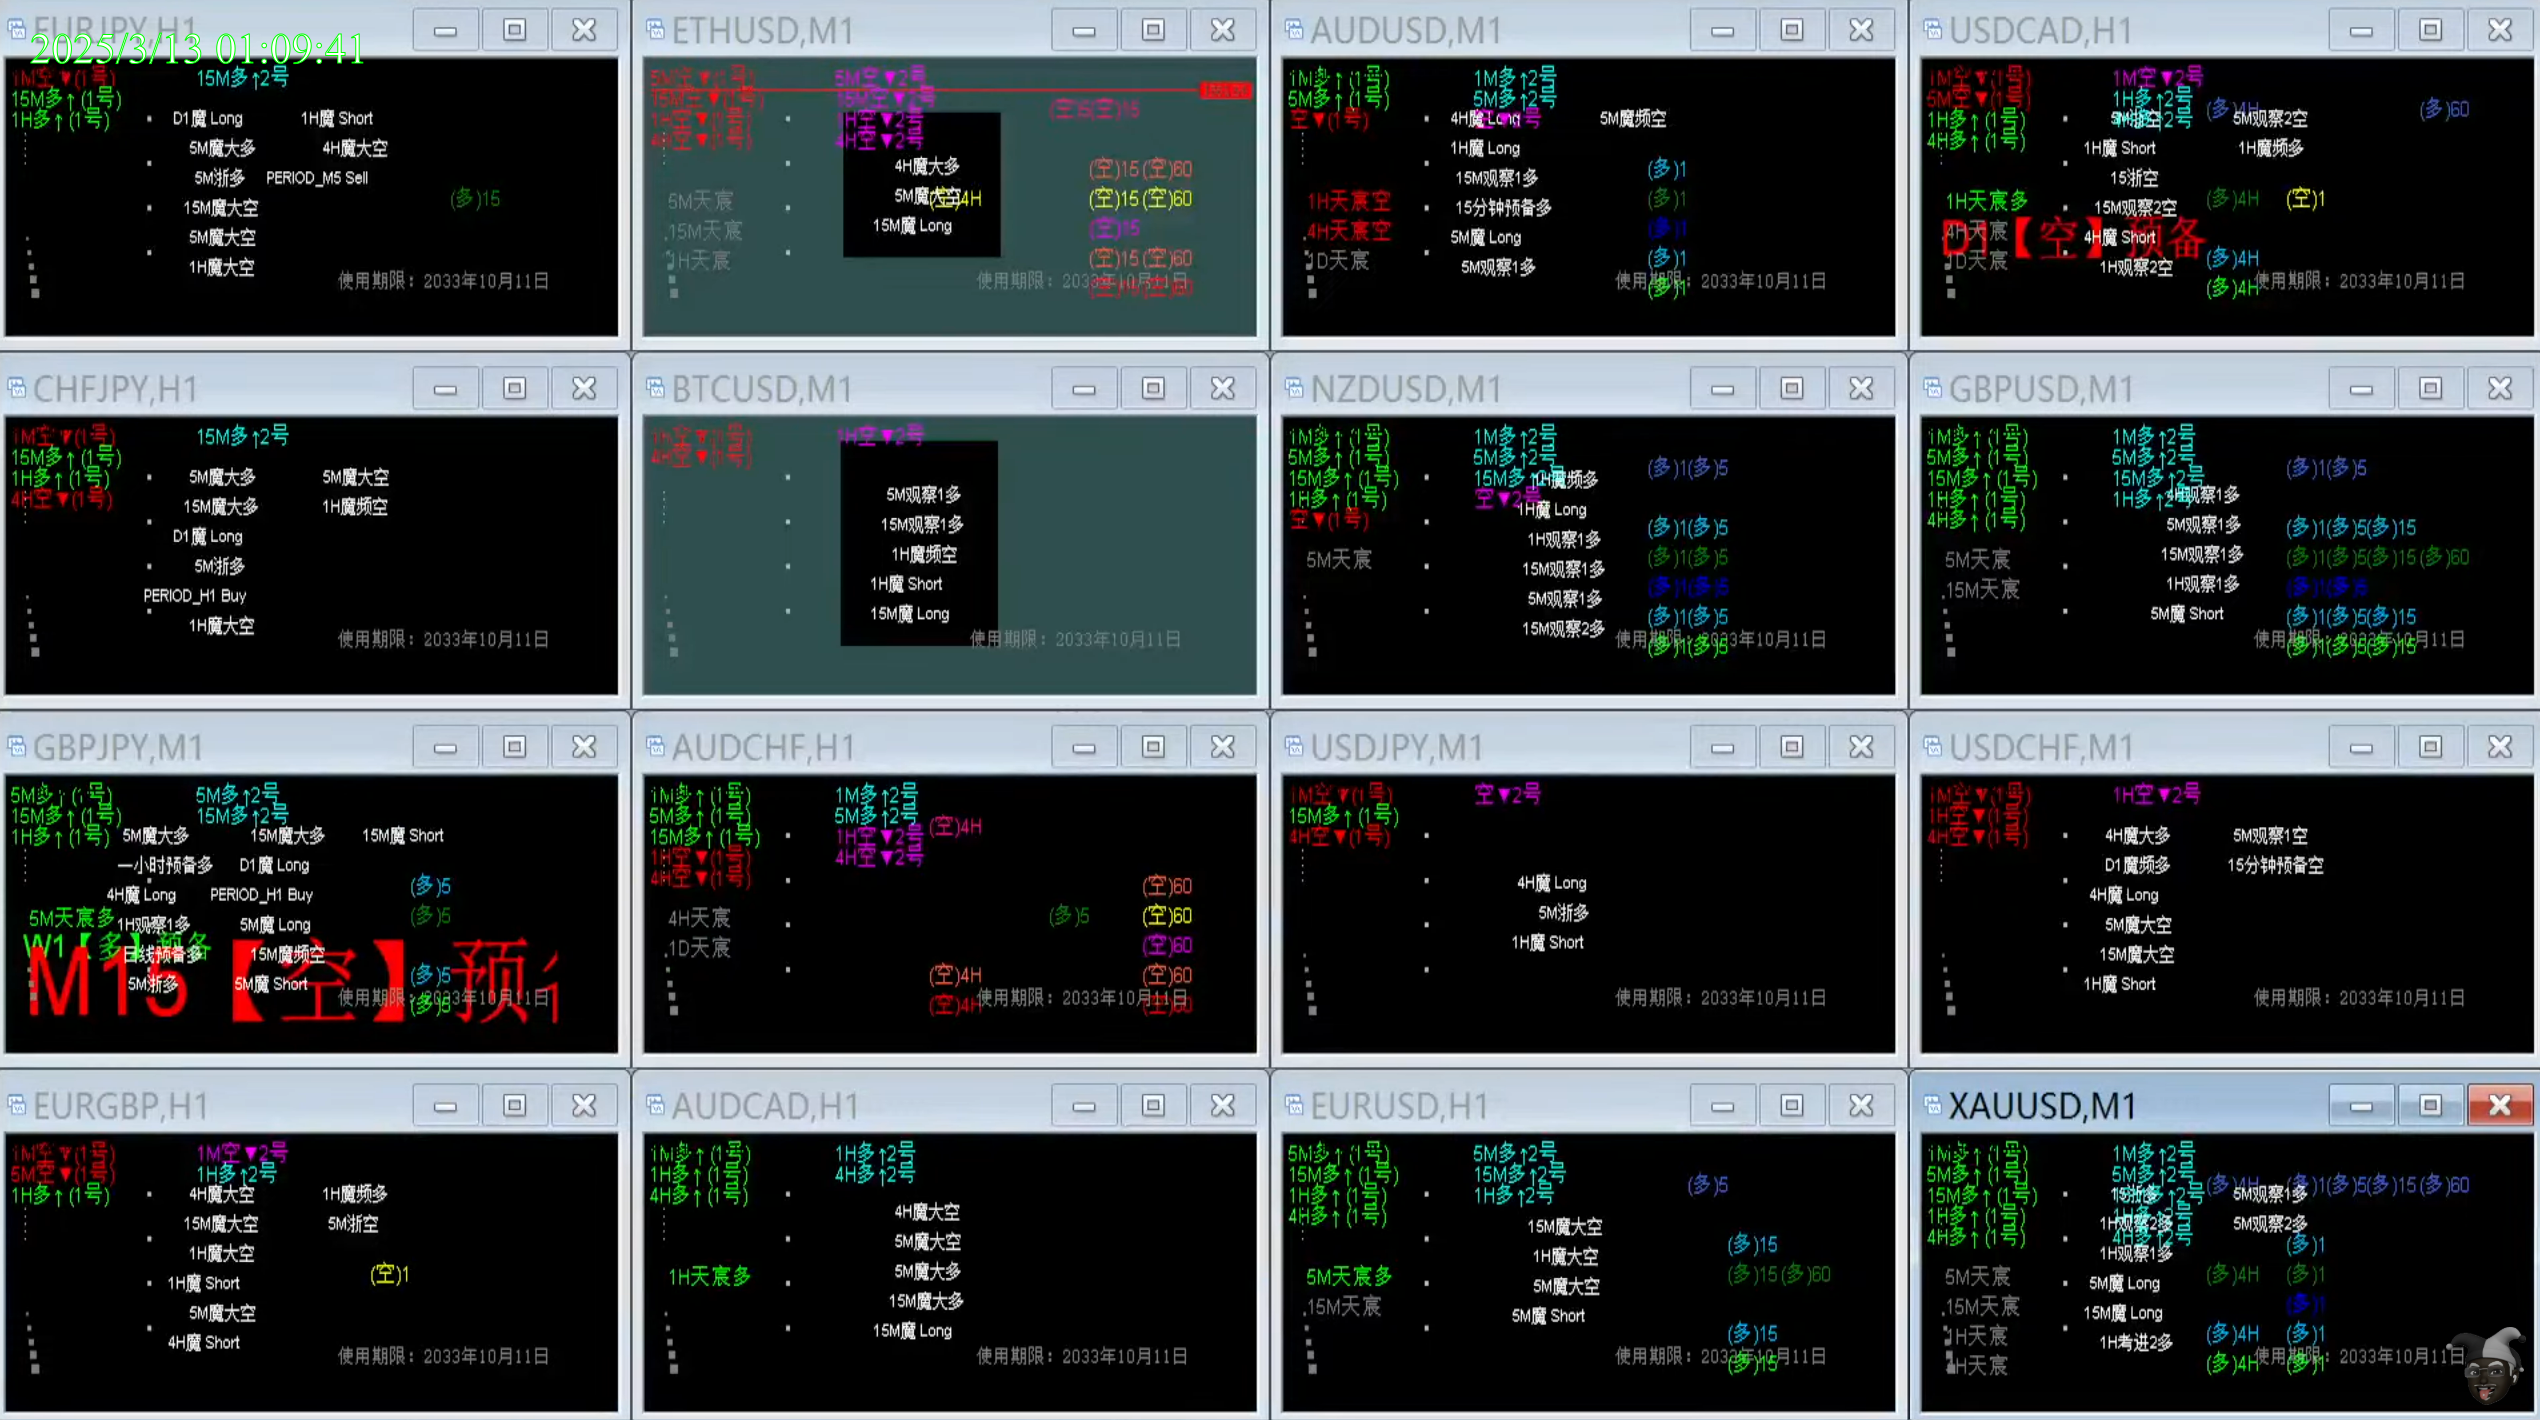 EURJPY,H1
2025/3/13 01:09:41
1M空▼(1号)
15M多↑2号
15M多↑(1号)
1H多↑(1号)
D1魔 Long
1H魔 Short
5M魔大多
4H魔大空
5M浙多
PERIOD_M5 Sell
15M魔大空
(多)15
5M魔大空
1H魔大空
使用期限：2033年10月11日
ETHUSD,M1
5M空▼(1号)
5M空▼2号
15M空▼(1号)
15M空▼2号
1H空▼(1号)
1H空▼2号
4H空▼(1号)
4H空▼2号
(空)15(空)15
4H魔大多
(空)15(空)60
5M天宸
5M魔大空
4H
(空)15(空)60
15M天宸
15M魔 Long
(空)15
1H天宸
(空)15(空)60
使用期限：2033年10月11日
AUDUSD,M1
1M多↑(1号)
1M多↑2号
5M多↑(1号)
5M多↑2号
空▼(1号)
4H魔 Long
5M魔频空
1H魔 Long
15M观察1多
(多)1
1H天宸空
15分钟预备多
(多)1
4H天宸空
5M魔 Long
(多)1
1D天宸
5M观察1多
(多)1
使用期限：2033年10月11日
(多)1
USDCAD,H1
1M空▼(1号)
1M空▼2号
5M空▼(1号)
1H多↑2号
1H多↑(1号)
4H多↑(1号)
(多)4H
5M观察2空
(多)60
1H魔 Short
1H魔频多
15浙空
1H天宸多
15M观察2空
(多)4H
(空)1
4H天宸
D1【空】预备
4H魔 Short
1D天宸
1H观察2空
(多)4H
(多)4H
使用期限：2033年10月11日
CHFJPY,H1
1M空▼(1号)
15M多↑2号
15M多↑(1号)
1H多↑(1号)
4H空▼(1号)
5M魔大多
5M魔大空
15M魔大多
1H魔频空
D1魔 Long
5M浙多
PERIOD_H1 Buy
1H魔大空
使用期限：2033年10月11日
BTCUSD,M1
1H空▼(1号)
1H空▼2号
4H空▼(1号)
5M观察1多
15M观察1多
1H魔频空
1H魔 Short
15M魔 Long
使用期限：2033年10月11日
NZDUSD,M1
1M多↑(1号)
1M多↑2号
5M多↑(1号)
5M多↑2号
15M多↑(1号)
15M多↑2号
1H多↑(1号)
空▼2号
空▼(1号)
(多)1(多)5
1H魔 Long
(多)1(多)5
1H观察1多
5M天宸
15M观察1多
(多)1(多)5
5M观察1多
(多)1(多)5
15M观察2多
(多)1(多)5
使用期限：2033年10月11日
(多)1(多)5
GBPUSD,M1
1M多↑(1号)
1M多↑2号
5M多↑(1号)
5M多↑2号
15M多↑(1号)
15M多↑2号
1H多↑(1号)
1H多↑2号
4H多↑(1号)
(多)1(多)5
5M观察1多
(多)1(多)5(多)15
5M天宸
15M观察1多
(多)1(多)5(多)15(多)60
15M天宸
1H观察1多
(多)1(多)5
5M魔 Short
(多)1(多)5(多)15
使用期限：2033年10月11日
(多)1(多)5(多)15
GBPJPY,M1
5M多↑(1号)
5M多↑2号
15M多↑(1号)
15M多↑2号
1H多↑(1号)
5M魔大多
15M魔大多
15M魔 Short
一小时预备多
D1魔 Long
4H魔 Long
PERIOD_H1 Buy
(多)5
5M天宸多
1H观察1多
5M魔 Long
(多)5
W1【多】预备
日线预备多
15M魔频空
M15【空】预
5M浙多
5M魔 Short
(多)5
使用期限：2033年10月11日
(多)5
AUDCHF,H1
1M多↑(1号)
1M多↑2号
5M多↑(1号)
5M多↑2号
15M多↑(1号)
1H空▼2号
1H空▼(1号)
4H空▼2号
4H空▼(1号)
(空)4H
(空)60
4H天宸
(多)5
(空)60
1D天宸
(空)60
(空)4H
(空)60
(空)4H
使用期限：2033年10月11日
(空)60
USDJPY,M1
1M空▼(1号)
空▼2号
15M多↑(1号)
4H空▼(1号)
4H魔 Long
5M浙多
1H魔 Short
使用期限：2033年10月11日
USDCHF,M1
1M空▼(1号)
1H空▼2号
1H空▼(1号)
4H空▼(1号)
4H魔大多
5M观察1空
D1魔频多
15分钟预备空
4H魔 Long
5M魔大空
15M魔大空
1H魔 Short
使用期限：2033年10月11日
EURGBP,H1
1M空▼(1号)
1M空▼2号
5M空▼(1号)
1H多↑2号
1H多↑(1号)
4H魔大空
1H魔频多
15M魔大空
5M浙空
1H魔大空
1H魔 Short
(空)1
5M魔大空
4H魔 Short
使用期限：2033年10月11日
AUDCAD,H1
1M多↑(1号)
1H多↑2号
1H多↑(1号)
4H多↑2号
4H多↑(1号)
4H魔大空
5M魔大空
1H天宸多
5M魔大多
15M魔大多
15M魔 Long
使用期限：2033年10月11日
EURUSD,H1
5M多↑(1号)
5M多↑2号
15M多↑(1号)
15M多↑2号
1H多↑(1号)
1H多↑2号
4H多↑(1号)
(多)5
15M魔大空
(多)15
1H魔大空
5M天宸多
5M魔大空
(多)15(多)60
15M天宸
5M魔 Short
(多)15
使用期限：2033年10月11日
(多)15
XAUUSD,M1
1M多↑(1号)
1M多↑2号
5M多↑(1号)
5M多↑2号
15M多↑(1号)
1H多↑(1号)
4H多↑(1号)
4H多↑2号
(多)4H
(多)1(多)5(多)15(多)60
5M观察1多
1H观察2多
5M观察2多
1H观察1多
(多)1
5M天宸
5M魔 Long
(多)4H
(多)1
15M天宸
15M魔 Long
(多)1
1H天宸
1H考进2多
(多)4H
(多)1
4H天宸
(多)4H
使用期限：2033年10月11日
(多)1